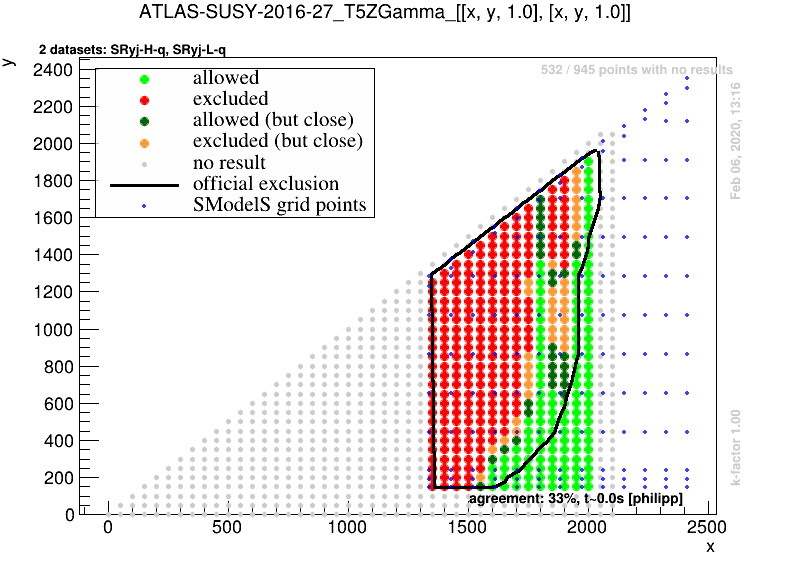 ATLAS-SUSY-2016-27_T5ZGamma_[[x, y, 1.0], [x, y, 1.0]]
y
2 datasets: SRyj-H-q, SRyj-L-q
532 / 945 points with no results
allowed
excluded
allowed (but close)
excluded (but close)
no result
official exclusion
SModelS grid points
Feb 06, 2020, 13:16
k-factor 1.00
2400
2200
2000
1800
1600
1400
1200
1000
800
600
400
200
0
agreement: 33%, t~0.0s [philipp]
0 500 1000 1500 2000 2500
x